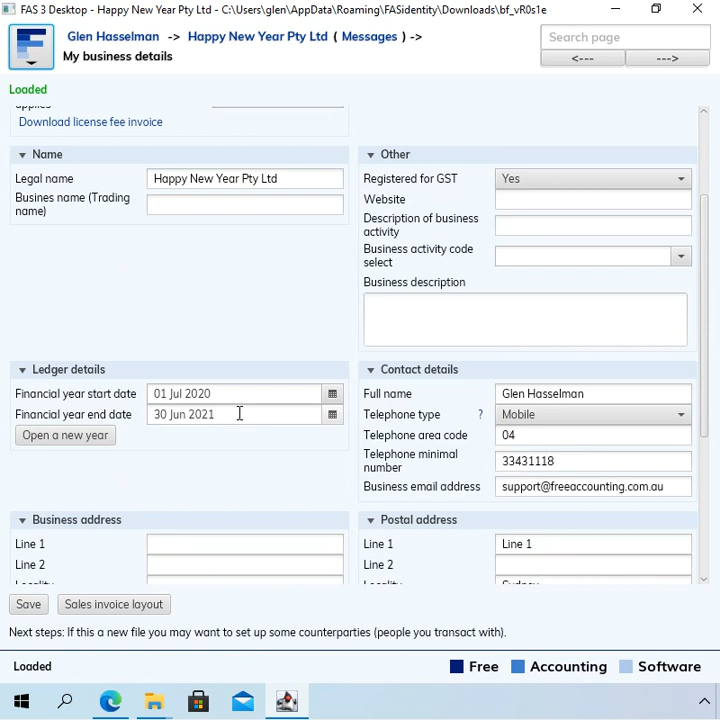 FAS 3 Desktop - Happy New Year Pty Ltd - C:\Users\glen\AppData\Roaming\FASidentity\Downloads\bf_vR0s1e
Glen Hasselman -> Happy New Year Pty Ltd ( Messages ) ->
Search page
My business details
<--- --->
Loaded
applies
Download license fee invoice
Name
Legal name Happy New Year Pty Ltd
Busines name (Trading
name)
Other
Registered for GST Yes
Website
Description of business
activity
Business activity code
select
Business description
Ledger details
Financial year start date 01 Jul 2020
Financial year end date 30 Jun 2021
Open a new year
Contact details
Full name Glen Hasselman
Telephone type ? Mobile
Telephone area code 04
Telephone minimal
number 33431118
Business email address support@freeaccounting.com.au
Business address
Line 1
Line 2
Locality
Postal address
Line 1 Line 1
Line 2
Locality Sydney
Save Sales invoice layout
Next steps: If this a new file you may want to set up some counterparties (people you transact with).
Loaded
Free Accounting Software